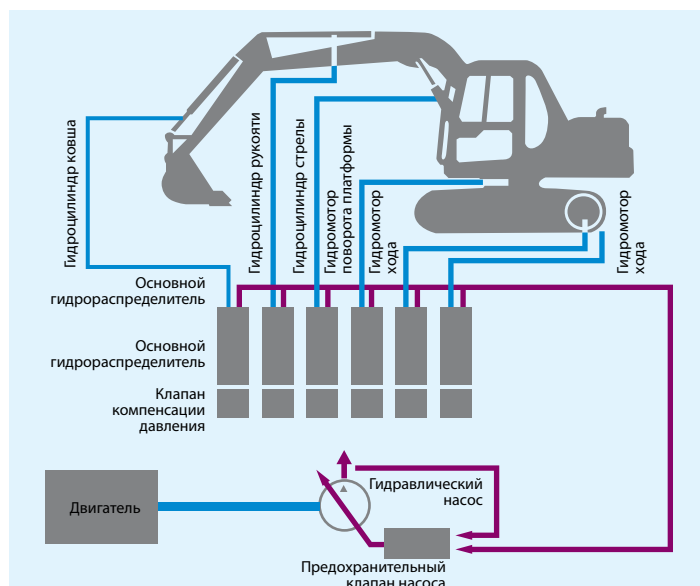 Гидроцилиндр ковша
Гидроцилиндр рукояти
Гидроцилиндр стрелы
Гидромотор
поворота платформы
Гидромотор
хода
Гидромотор
хода
Основной
гидрораспределитель
Основной
гидрораспределитель
Клапан
компенсации
давления
Двигатель
Гидравлический
насос
Предохранительный
клапан насоса